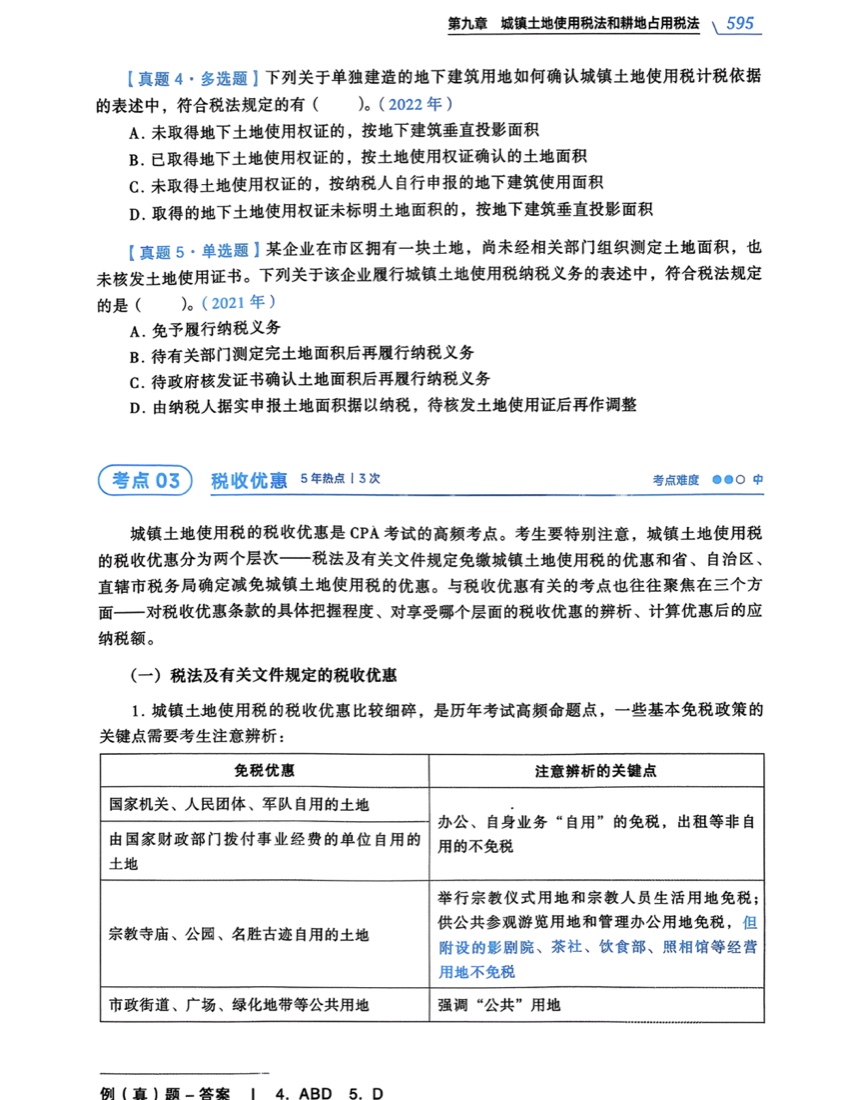 第九章 城镇土地使用税法和耕地占用税法 595
【真题 4·多选题】下列关于单独建造的地下建筑用地如何确认城镇土地使用税计税依据
的表述中，符合税法规定的有（ ）。（2022 年）
A. 未取得地下土地使用权证的，按地下建筑垂直投影面积
B. 已取得地下土地使用权证的，按土地使用权证确认的土地面积
C. 未取得土地使用权证的，按纳税人自行申报的地下建筑使用面积
D. 取得的地下土地使用权证未标明土地面积的，按地下建筑垂直投影面积
【真题 5·单选题】某企业在市区拥有一块土地，尚未经相关部门组织测定土地面积，也
未核发土地使用证书。下列关于该企业履行城镇土地使用税纳税义务的表述中，符合税法规定
的是（ ）。（2021 年）
A. 免予履行纳税义务
B. 待有关部门测定完土地面积后再履行纳税义务
C. 待政府核发证书确认土地面积后再履行纳税义务
D. 由纳税人据实申报土地面积据以纳税，待核发土地使用证后再作调整
考点 03 税收优惠 5 年热点 | 3 次 考点难度 中
城镇土地使用税的税收优惠是 CPA 考试的高频考点。考生要特别注意，城镇土地使用税
的税收优惠分为两个层次——税法及有关文件规定免缴城镇土地使用税的优惠和省、自治区、
直辖市税务局确定减免城镇土地使用税的优惠。与税收优惠有关的考点也往往聚焦在三个方
面——对税收优惠条款的具体把握程度、对享受哪个层面的税收优惠的辨析、计算优惠后的应
纳税额。
（一）税法及有关文件规定的税收优惠
1. 城镇土地使用税的税收优惠比较细碎，是历年考试高频命题点，一些基本免税政策的
关键点需要考生注意辨析：
免税优惠 注意辨析的关键点
国家机关、人民团体、军队自用的土地
由国家财政部门拨付事业经费的单位自用的
土地
办公、自身业务“自用”的免税，出租等非自
用的不免税
宗教寺庙、公园、名胜古迹自用的土地
举行宗教仪式用地和宗教人员生活用地免税；
供公共参观游览用地和管理办公用地免税，但
附设的影剧院、茶社、饮食部、照相馆等经营
用地不免税
市政街道、广场、绿化地带等公共用地 强调“公共”用地
例（真）题－答案 | 4. ABD 5. D